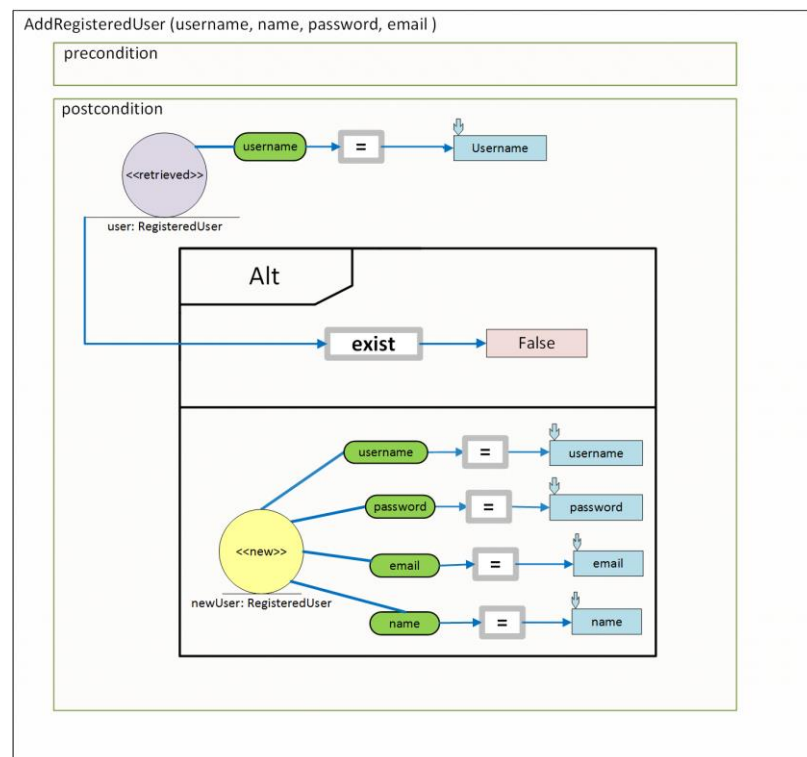 AddRegisteredUser (username, name, password, email )
precondition
postcondition
username
=
Username
<<retrieved>>
user: RegisteredUser
Alt
exist
False
username
=
username
password
=
password
<<new>>
email
=
email
newUser: RegisteredUser
name
=
name